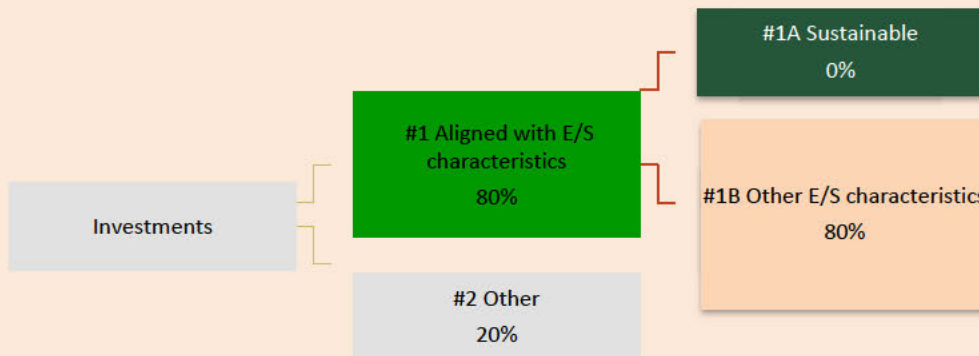 #1A Sustainable
0%
#1 Aligned with E/S
characteristics
80%
#1B Other E/S characteristics
80%
Investments
#2 Other
20%